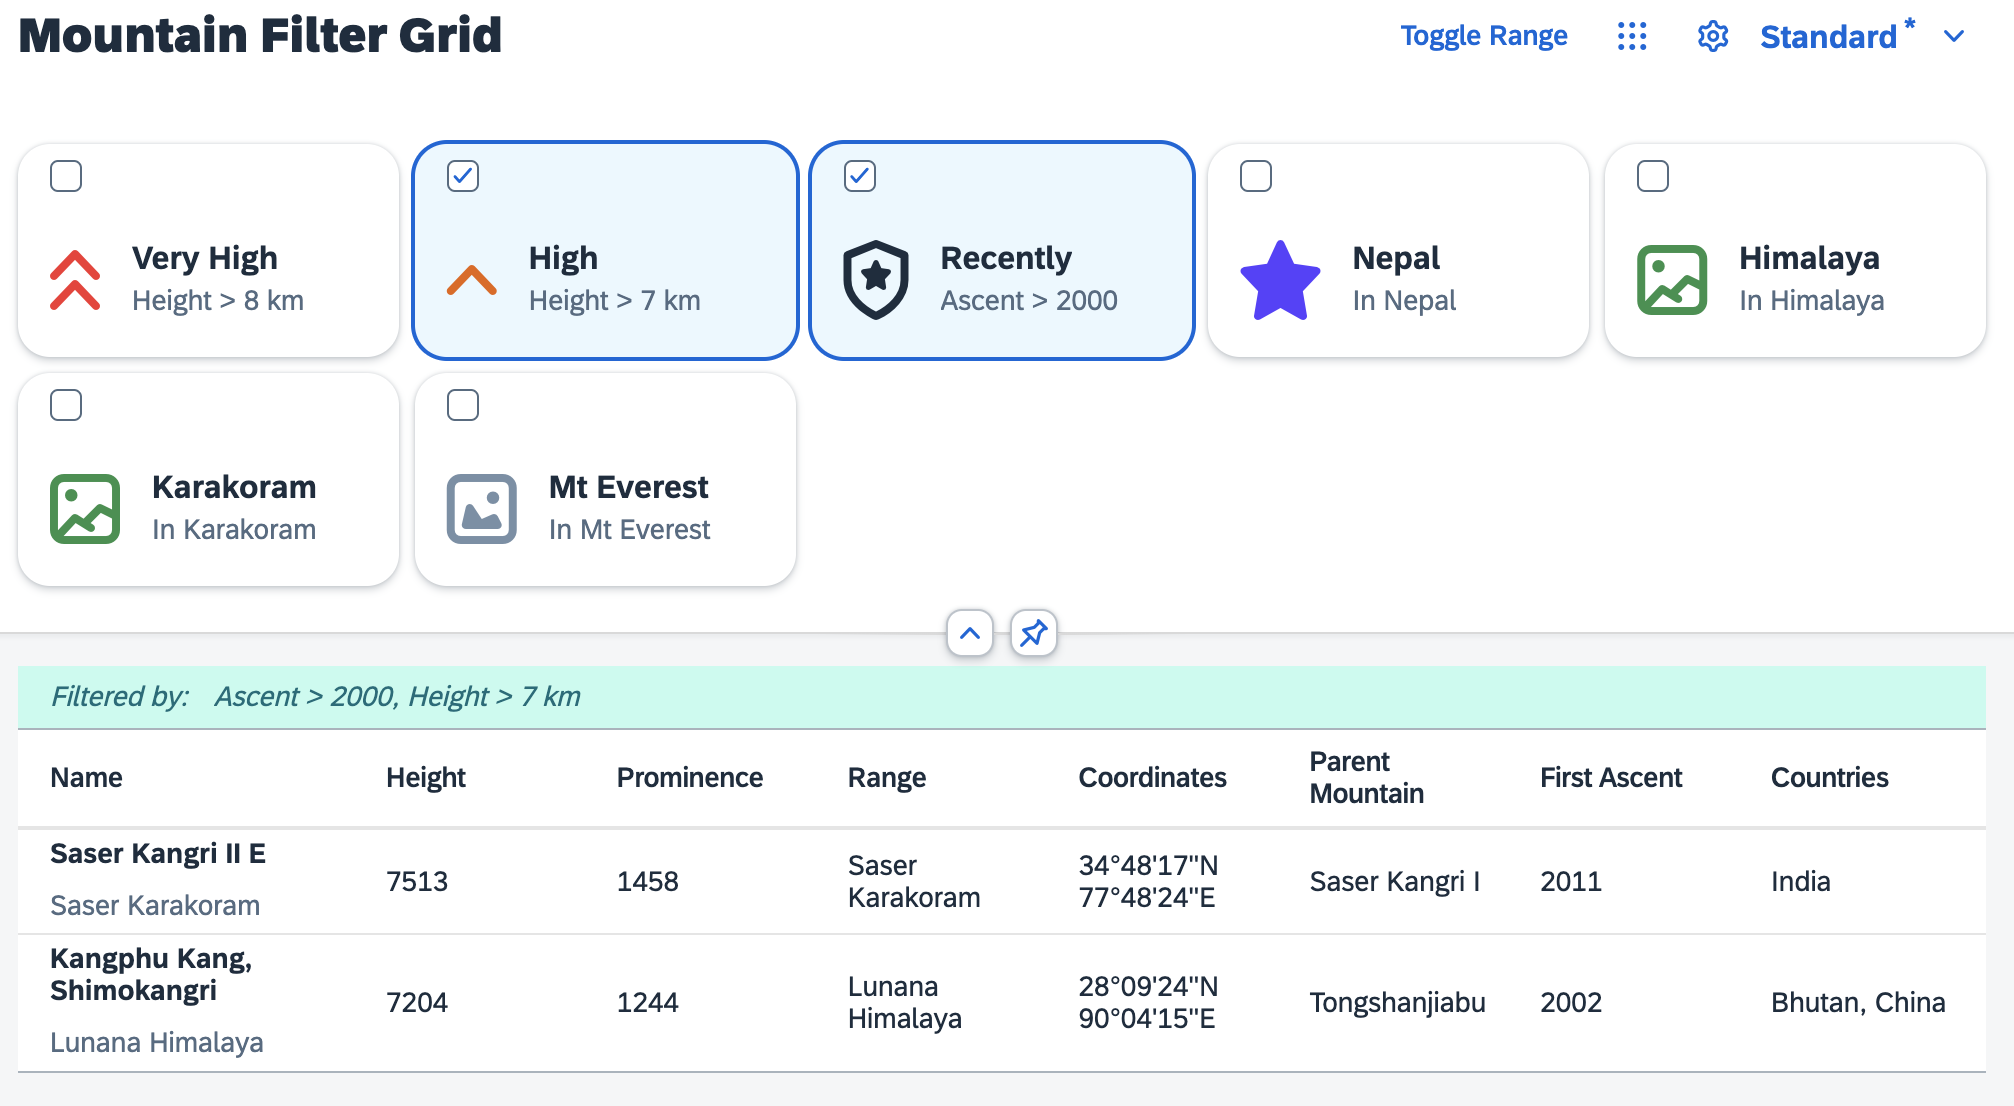 Mountain Filter Grid
Toggle Range
Standard *
Very High
Height > 8 km
High
Height > 7 km
Recently
Ascent > 2000
Nepal
In Nepal
Himalaya
In Himalaya
Karakoram
In Karakoram
Mt Everest
In Mt Everest
Filtered by: Ascent > 2000, Height > 7 km
Name Height Prominence Range Coordinates Parent Mountain First Ascent Countries
Saser Kangri II E
Saser Karakoram
7513
1458
Saser
Karakoram
34°48'17"N
77°48'24"E
Saser Kangri I
2011
India
Kangphu Kang,
Shimokangri
Lunana Himalaya
7204
1244
Lunana
Himalaya
28°09'24"N
90°04'15"E
Tongshanjiabu
2002
Bhutan, China